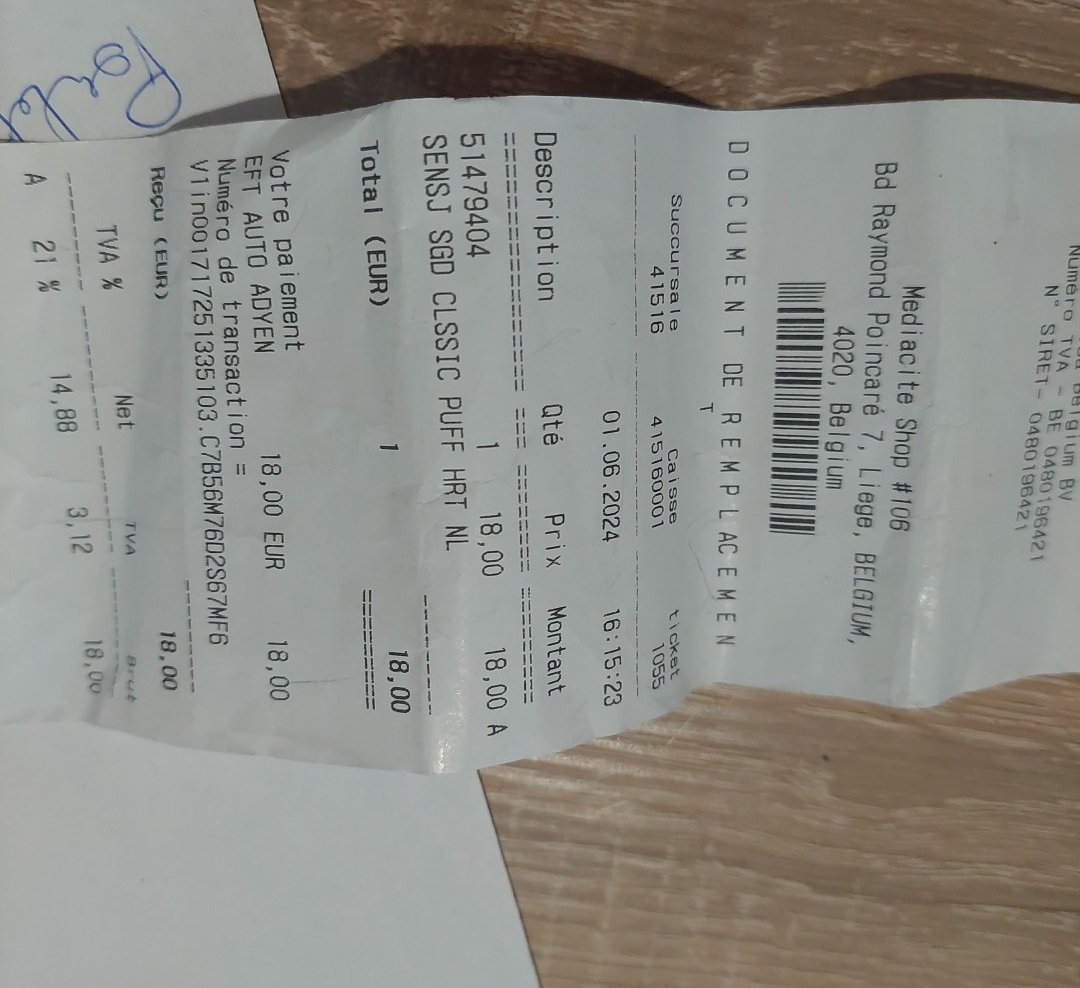 Belgium BV
Numéro TVA - BE 0480196421
N° SIRET- 0480196421
Mediacite Shop #106
Bd Raymond Poincaré 7, Liege, BELGIUM,
4020, Belgium
DOCUMENT DE REMPLACEMEN
T
Succursale Caisse ticket
41516 415160001 1055
01.06.2024 16:15:23
Description Qté Prix Montant
51479404 1 18,00 18,00 A
SENSJ SGD CLSSIC PUFF HRT NL
Total (EUR) 1 18,00
Votre paiement
EFT AUTO ADYEN 18,00 EUR 18,00
Numéro de transaction =
V1in001717251335103.C7B56M76D2S67MF6
Reçu (EUR) 18,00
TVA % Net TVA Brut
A 21 % 14,88 3,12 18,00